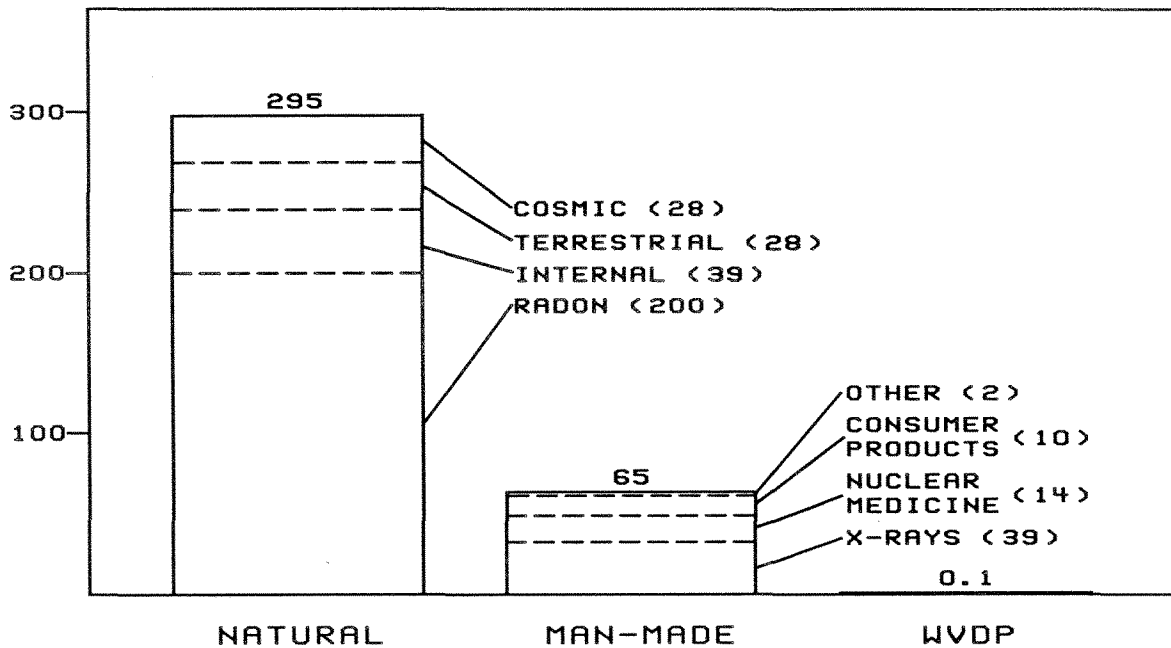 300
200
100
295
COSMIC (28)
TERRESTRIAL (28)
INTERNAL (39)
RADON (200)
65
OTHER (2)
CONSUMER
PRODUCTS (10)
NUCLEAR
MEDICINE (14)
X-RAYS (39)
0.1
NATURAL
MAN-MADE
WVDP